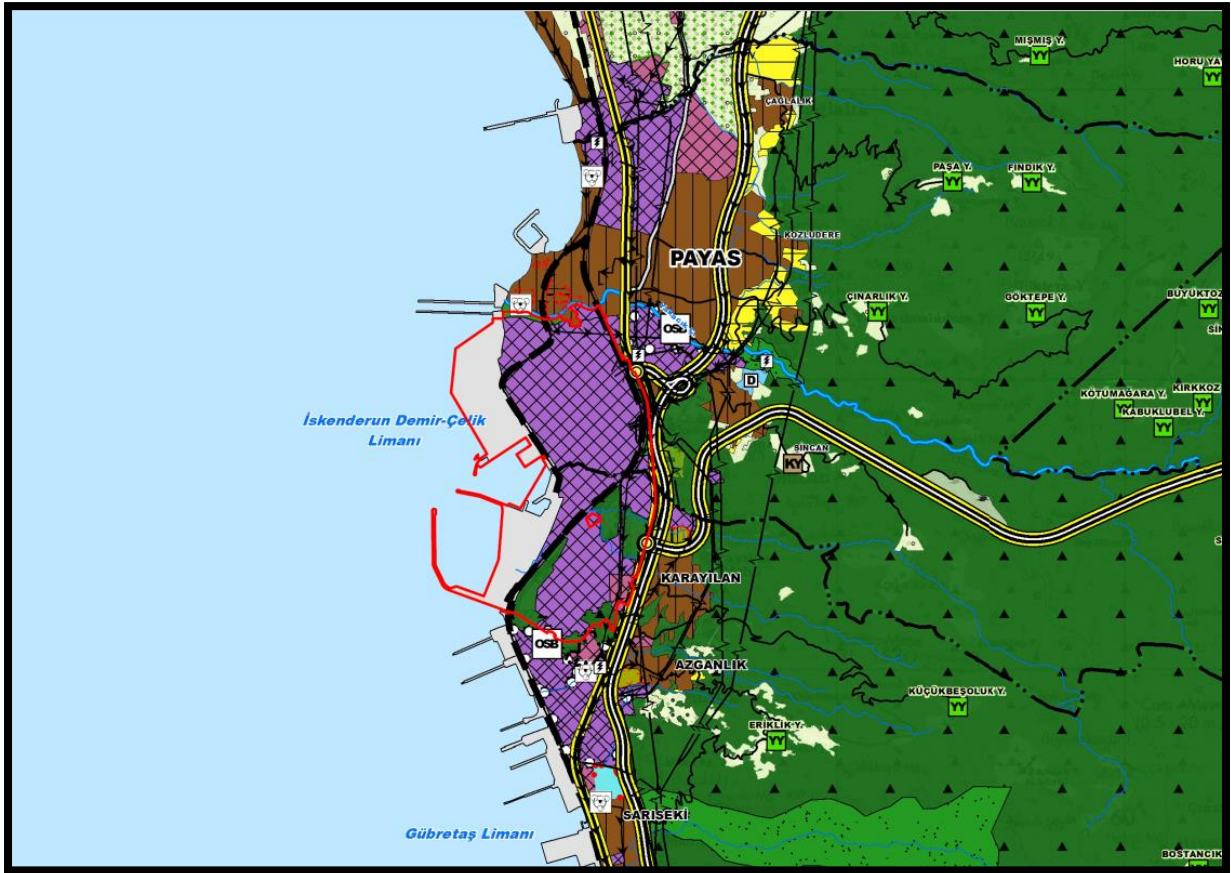 MIŞMIŞ Y.
HORU YA
ÇAĞLALIK
PAŞA Y.
FINDIK Y.
KOZLUDERE
PAYAS
ÇINARLIK Y.
GÖKTEPE Y.
BÜYÜKTOZ
OSB
D
KÖTUMAĞARA Y.
KIRKKOZ
KABUKLUBEL Y.
İskenderun Demir-Çelik
Limanı
SİNCAN
KY
KARAYILAN
OSB
AZGANLIK
KÜÇÜKBEŞOLUK Y.
ERİKLİK Y.
SARISEKİ
Gübretaş Limanı
BOSTANCIK